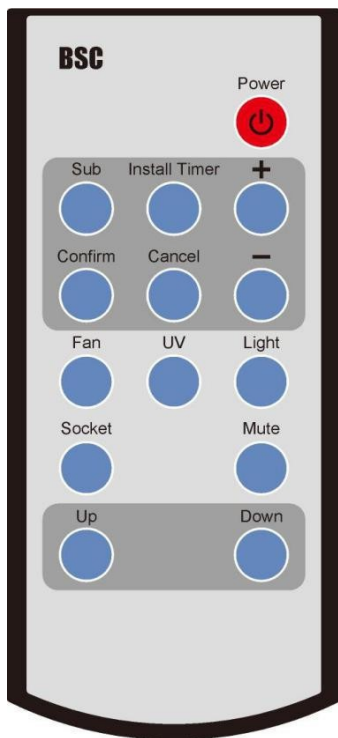 BSC
Power
Sub Install Timer +
Confirm Cancel −
Fan UV Light
Socket Mute
Up Down